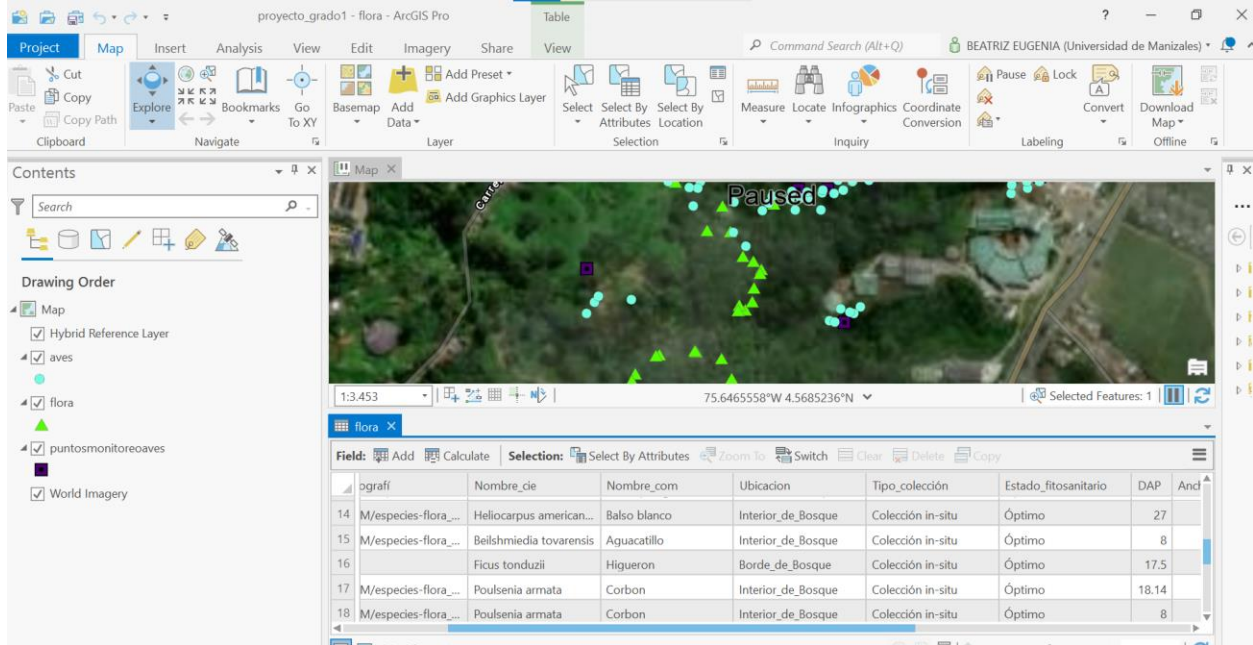 proyecto_grado1 - flora - ArcGIS Pro
Table
?
Project Map Insert Analysis View Edit Imagery Share View
Command Search (Alt+Q)
BEATRIZ EUGENIA (Universidad de Manizales)
Paste
Cut
Copy
Copy Path
Clipboard
Explore
Bookmarks
Go To XY
Navigate
Basemap
Add Data
Add Preset
Add Graphics Layer
Layer
Select
Select By Attributes
Select By Location
Selection
Measure
Locate
Infographics
Coordinate Conversion
Inquiry
Pause
Lock
Convert
Labeling
Download Map
Offline
Contents
Search
Drawing Order
Map
Hybrid Reference Layer
aves
flora
puntosmonitoreoaves
World Imagery
Map
Paused
1:3.453
75.6465558°W 4.5685236°N
Selected Features: 1
flora
Field: Add Calculate Selection: Select By Attributes Zoom To Switch Clear Delete Copy
ografí Nombre_cie Nombre_com Ubicacion Tipo_colección Estado_fitosanitario DAP
14 M/especies-flora_... Heliocarpus american... Balso blanco Interior_de_Bosque Colección in-situ Óptimo 27
15 M/especies-flora_... Beilshmiedia tovarensis Aguacatillo Interior_de_Bosque Colección in-situ Óptimo 8
16 Ficus tonduzii Higueron Borde_de_Bosque Colección in-situ Óptimo 17.5
17 M/especies-flora_... Poulsenia armata Corbon Interior_de_Bosque Colección in-situ Óptimo 18.14
18 M/especies-flora_... Poulsenia armata Corbon Interior_de_Bosque Colección in-situ Óptimo 8